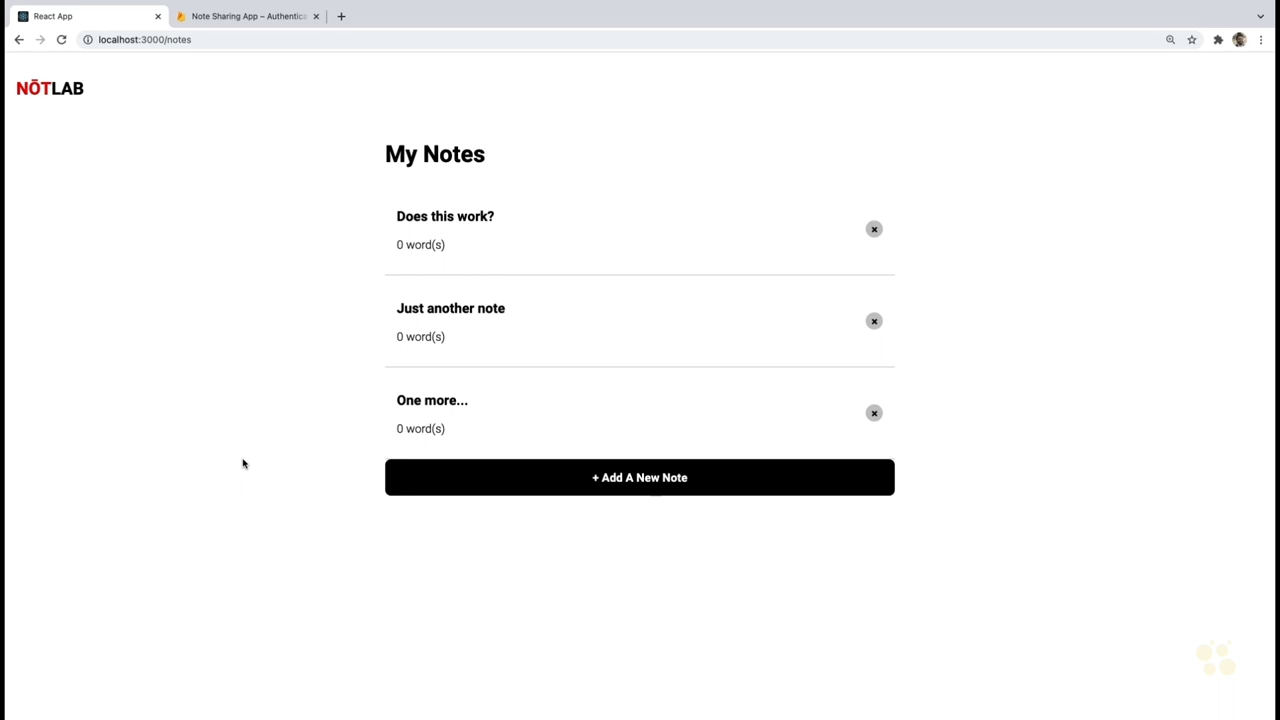 React App
Note Sharing App – Authentica
localhost:3000/notes
NŌTLAB
My Notes
Does this work?
0 word(s)
Just another note
0 word(s)
One more...
0 word(s)
+ Add A New Note